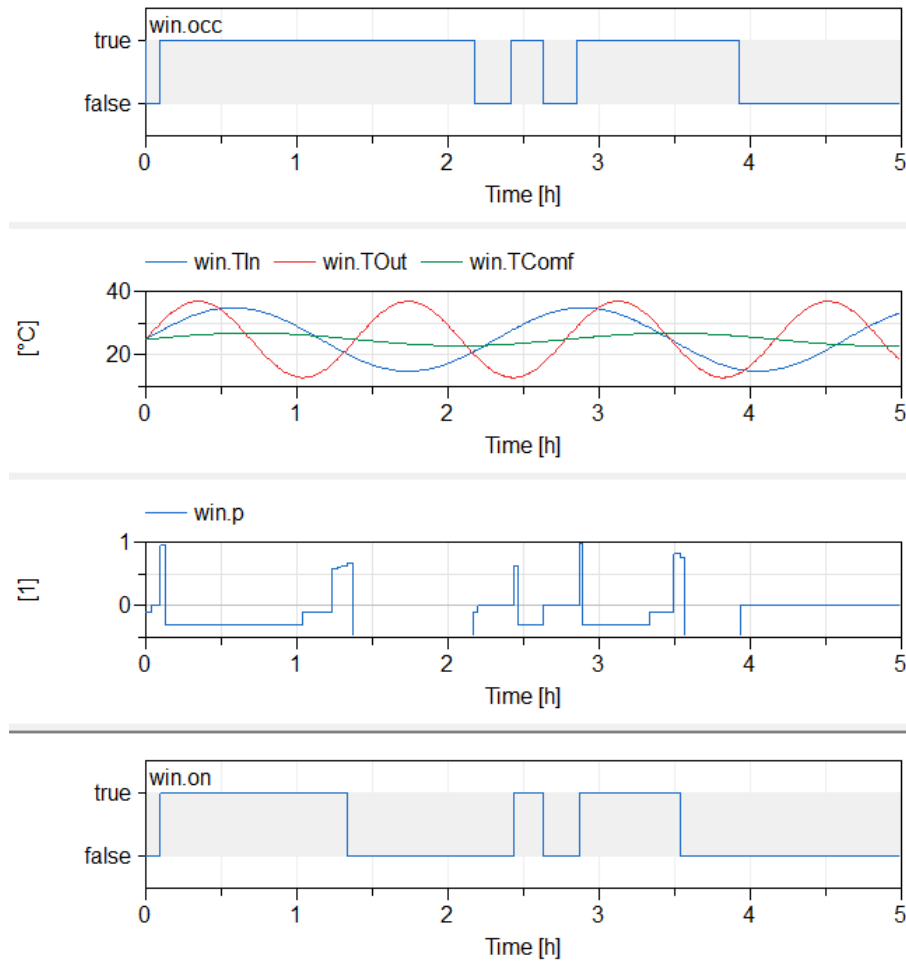 win.occ
true
false
0 1 2 3 4 5
Time [h]
win.TIn win.TOut win.TComf
40
[°C]
20
0 1 2 3 4 5
Time [h]
win.p
1
[1]
0
0 1 2 3 4 5
Time [h]
win.on
true
false
0 1 2 3 4 5
Time [h]